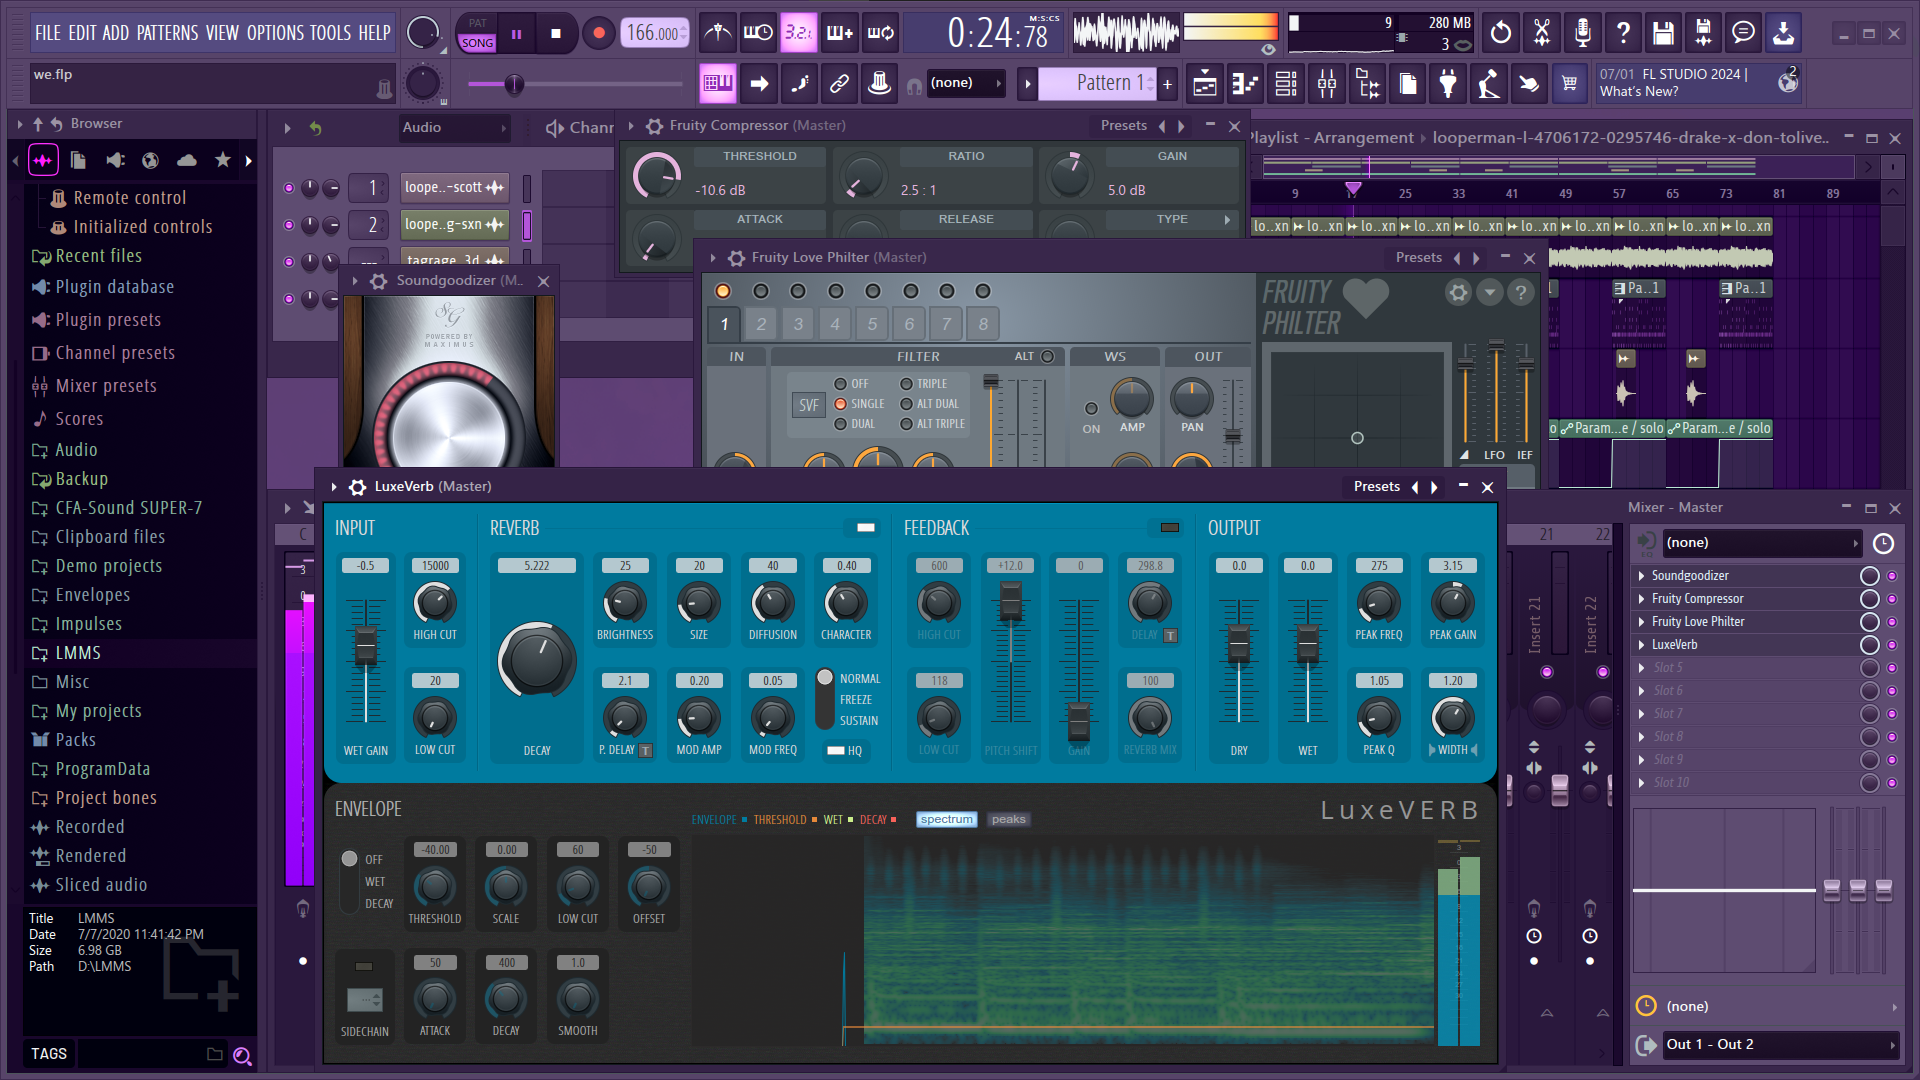 FILE EDIT ADD PATTERNS VIEW OPTIONS TOOLS HELP
PAT
SONG
166.000
3.2.1
0:24:78
M:S:CS
9
280 MB
3
we.flp
(none)
Pattern 1
07/01 FL STUDIO 2024 |
What's New?
2
Browser
Remote control
Initialized controls
Recent files
Plugin database
Plugin presets
Channel presets
Mixer presets
Scores
Audio
Backup
CFA-Sound SUPER-7
Clipboard files
Demo projects
Envelopes
Impulses
LMMS
Misc
My projects
Packs
ProgramData
Project bones
Recorded
Rendered
Sliced audio
Title LMMS
Date 7/7/2020 11:41:42 PM
Size 6.98 GB
Path D:\LMMS
TAGS
Audio
Chann
1 loope..-scott
2 loope..g-sxn
--- tagrage_3d
Soundgoodizer (M..
SG
POWERED BY
MAXIMUS
Fruity Compressor (Master)
Presets
THRESHOLD
-10.6 dB
RATIO
2.5 : 1
GAIN
5.0 dB
ATTACK
RELEASE
TYPE
Fruity Love Philter (Master)
Presets
1 2 3 4 5 6 7 8
FRUITY
PHILTER
?
IN
FILTER
ALT
WS
OUT
SVF
OFF
SINGLE
DUAL
TRIPLE
ALT DUAL
ALT TRIPLE
ON
AMP
PAN
LFO
IEF
Playlist - Arrangement
looperman-l-4706172-0295746-drake-x-don-tolive..
9 17 25 33 41 49 57 65 73 81 89
lo..xn lo..xn lo..xn lo..xn lo..xn lo..xn lo..xn lo..xn lo..xn lo..xn
Pa..1 Pa..1
Param...e / solo Param...e / solo
LuxeVerb (Master)
Presets
INPUT
-0.5
15000
HIGH CUT
20
WET GAIN
LOW CUT
REVERB
5.222
DECAY
25
BRIGHTNESS
20
SIZE
40
DIFFUSION
0.40
CHARACTER
2.1
P. DELAY T
0.20
MOD AMP
0.05
MOD FREQ
NORMAL
FREEZE
SUSTAIN
HQ
FEEDBACK
600
HIGH CUT
+12.0
0
298.8
DELAY T
118
LOW CUT
PITCH SHIFT
GAIN
100
REVERB MIX
OUTPUT
0.0
DRY
0.0
WET
275
PEAK FREQ
3.15
PEAK GAIN
1.05
PEAK Q
1.20
WIDTH
ENVELOPE
OFF
WET
DECAY
-40.00
THRESHOLD
0.00
SCALE
60
LOW CUT
-50
OFFSET
SIDECHAIN
50
ATTACK
400
DECAY
1.0
SMOOTH
ENVELOPE THRESHOLD WET DECAY
spectrum
peaks
LuxeVERB
C
3
0
21 22
Insert 21
Insert 22
Mixer - Master
(none)
Soundgoodizer
Fruity Compressor
Fruity Love Philter
LuxeVerb
Slot 5
Slot 6
Slot 7
Slot 8
Slot 9
Slot 10
(none)
Out 1 - Out 2